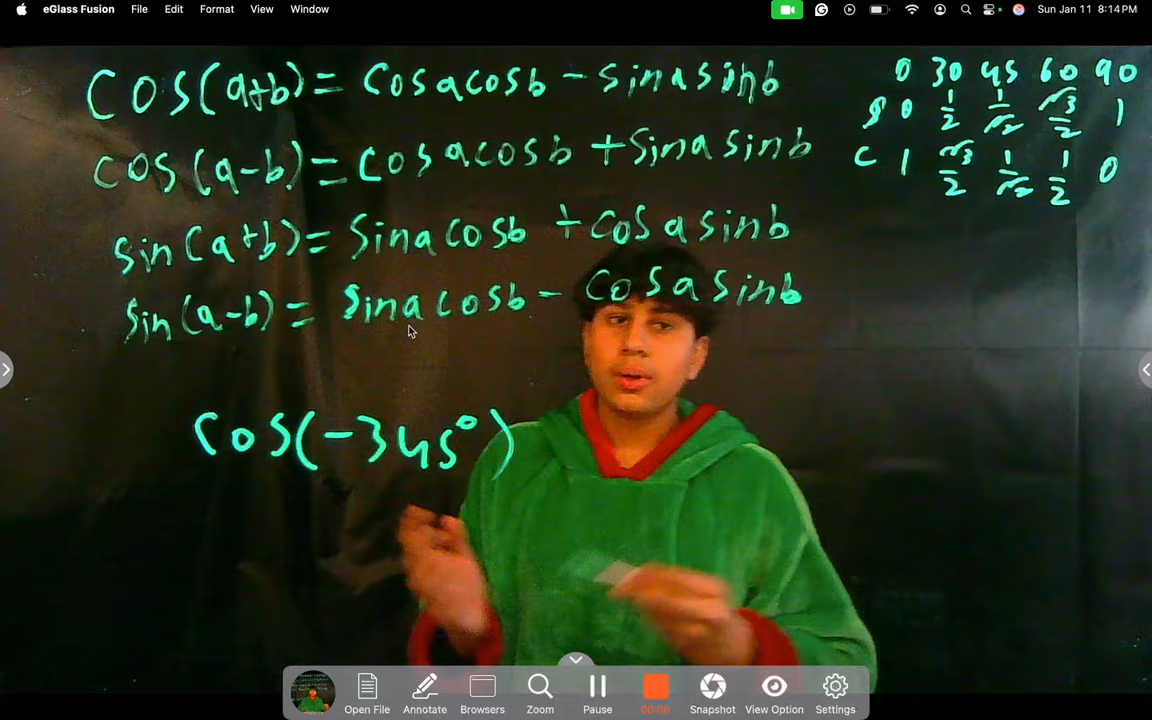 eGlass Fusion File Edit Format View Window Sun Jan 11 8:14 PM
cos(a+b)= cosacosb - sinasinb
cos(a-b)=cosacosb +sinasinb
sin(a+b)= sinacosb +cosasinb
sin(a-b)= sinacosb - cosasinb
0 30 45 60 90
S 0 1/2 1/√2 √3/2 1
C 1 √3/2 1/√2 1/2 0
cos(-345°)
Open File Annotate Browsers Zoom Pause 00:00 Snapshot View Option Settings